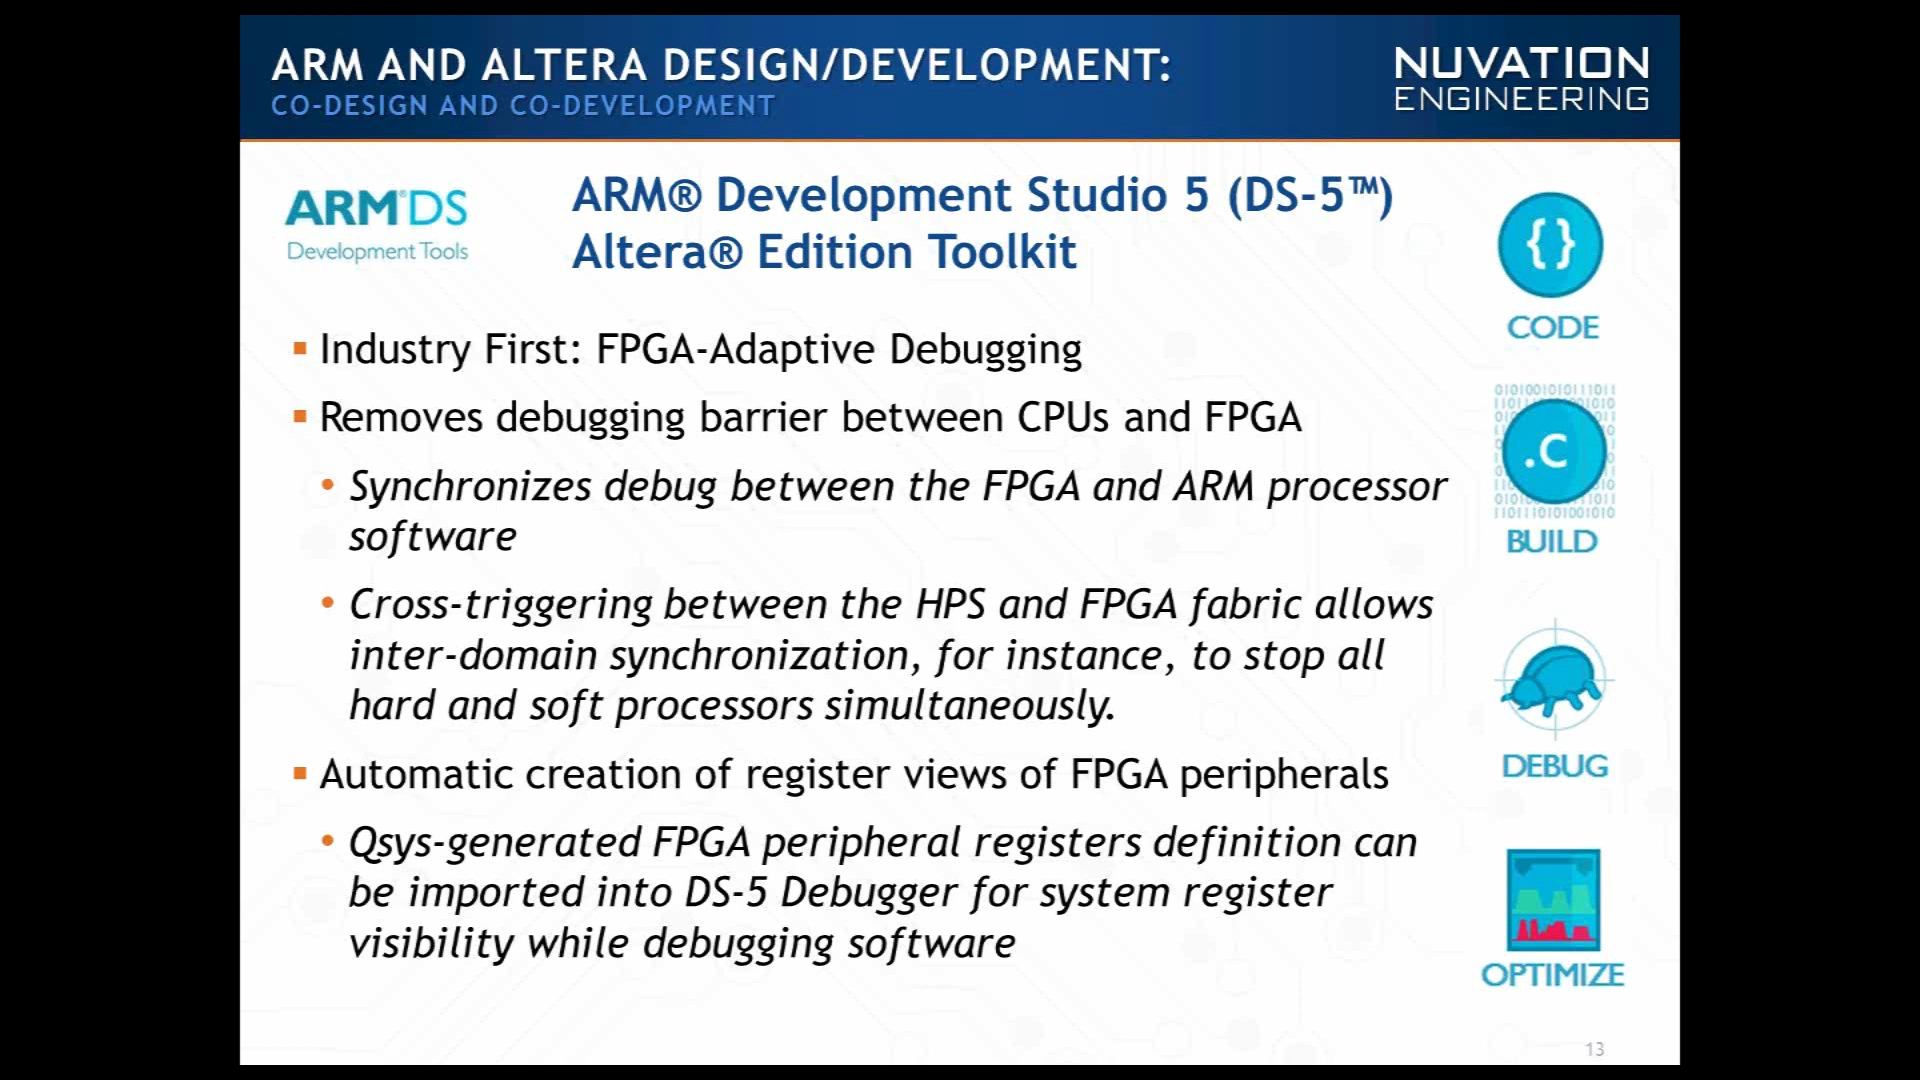 ARM AND ALTERA DESIGN/DEVELOPMENT:
CO-DESIGN AND CO-DEVELOPMENT
NUVATION
ENGINEERING
ARM®DS
Development Tools
ARM® Development Studio 5 (DS-5™)
Altera® Edition Toolkit
▪ Industry First: FPGA-Adaptive Debugging
▪ Removes debugging barrier between CPUs and FPGA
• Synchronizes debug between the FPGA and ARM processor
software
• Cross-triggering between the HPS and FPGA fabric allows
inter-domain synchronization, for instance, to stop all
hard and soft processors simultaneously.
▪ Automatic creation of register views of FPGA peripherals
• Qsys-generated FPGA peripheral registers definition can
be imported into DS-5 Debugger for system register
visibility while debugging software
{}
CODE
.C
BUILD
DEBUG
OPTIMIZE
13